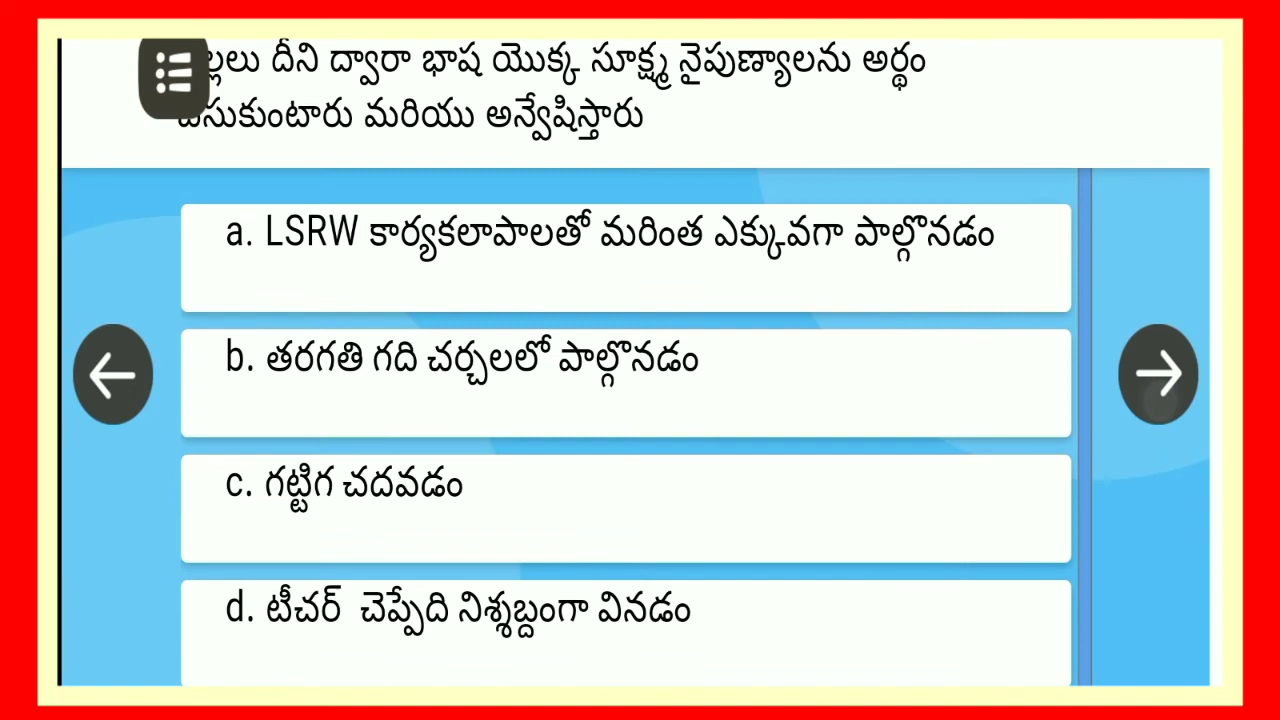 దీని ద్వారా భాష యొక్క సూక్ష్మ నైపుణ్యాలను అర్థం
మరియు అన్వేషిస్తారు
a. LSRW కార్యకలాపాలతో మరింత ఎక్కువగా పాల్గొనడం
b. తరగతి గది చర్చలలో పాల్గొనడం
c. గట్టిగ చదవడం
d. టీచర్ చెప్పేది నిశ్శబ్దంగా వినడం